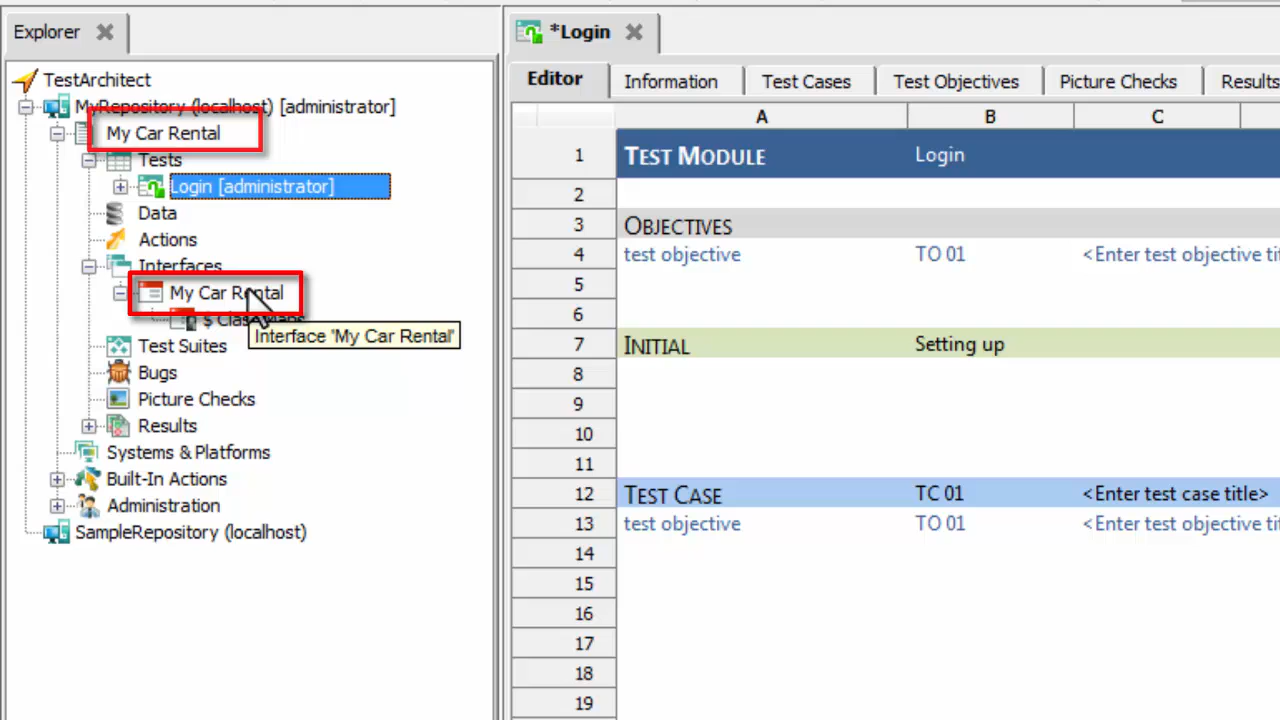 Explorer
TestArchitect
MyRepository (localhost) [administrator]
My Car Rental
Tests
Login [administrator]
Data
Actions
Interfaces
My Car Rental
Interface 'My Car Rental'
Test Suites
Bugs
Picture Checks
Results
Systems & Platforms
Built-In Actions
Administration
SampleRepository (localhost)
*Login
Editor Information Test Cases Test Objectives Picture Checks Results
A B C
1 TEST MODULE Login
2
3 OBJECTIVES
4 test objective TO 01 <Enter test objective
5
6
7 INITIAL Setting up
8
9
10
11
12 TEST CASE TC 01 <Enter test case title>
13 test objective TO 01 <Enter test objective
14
15
16
17
18
19